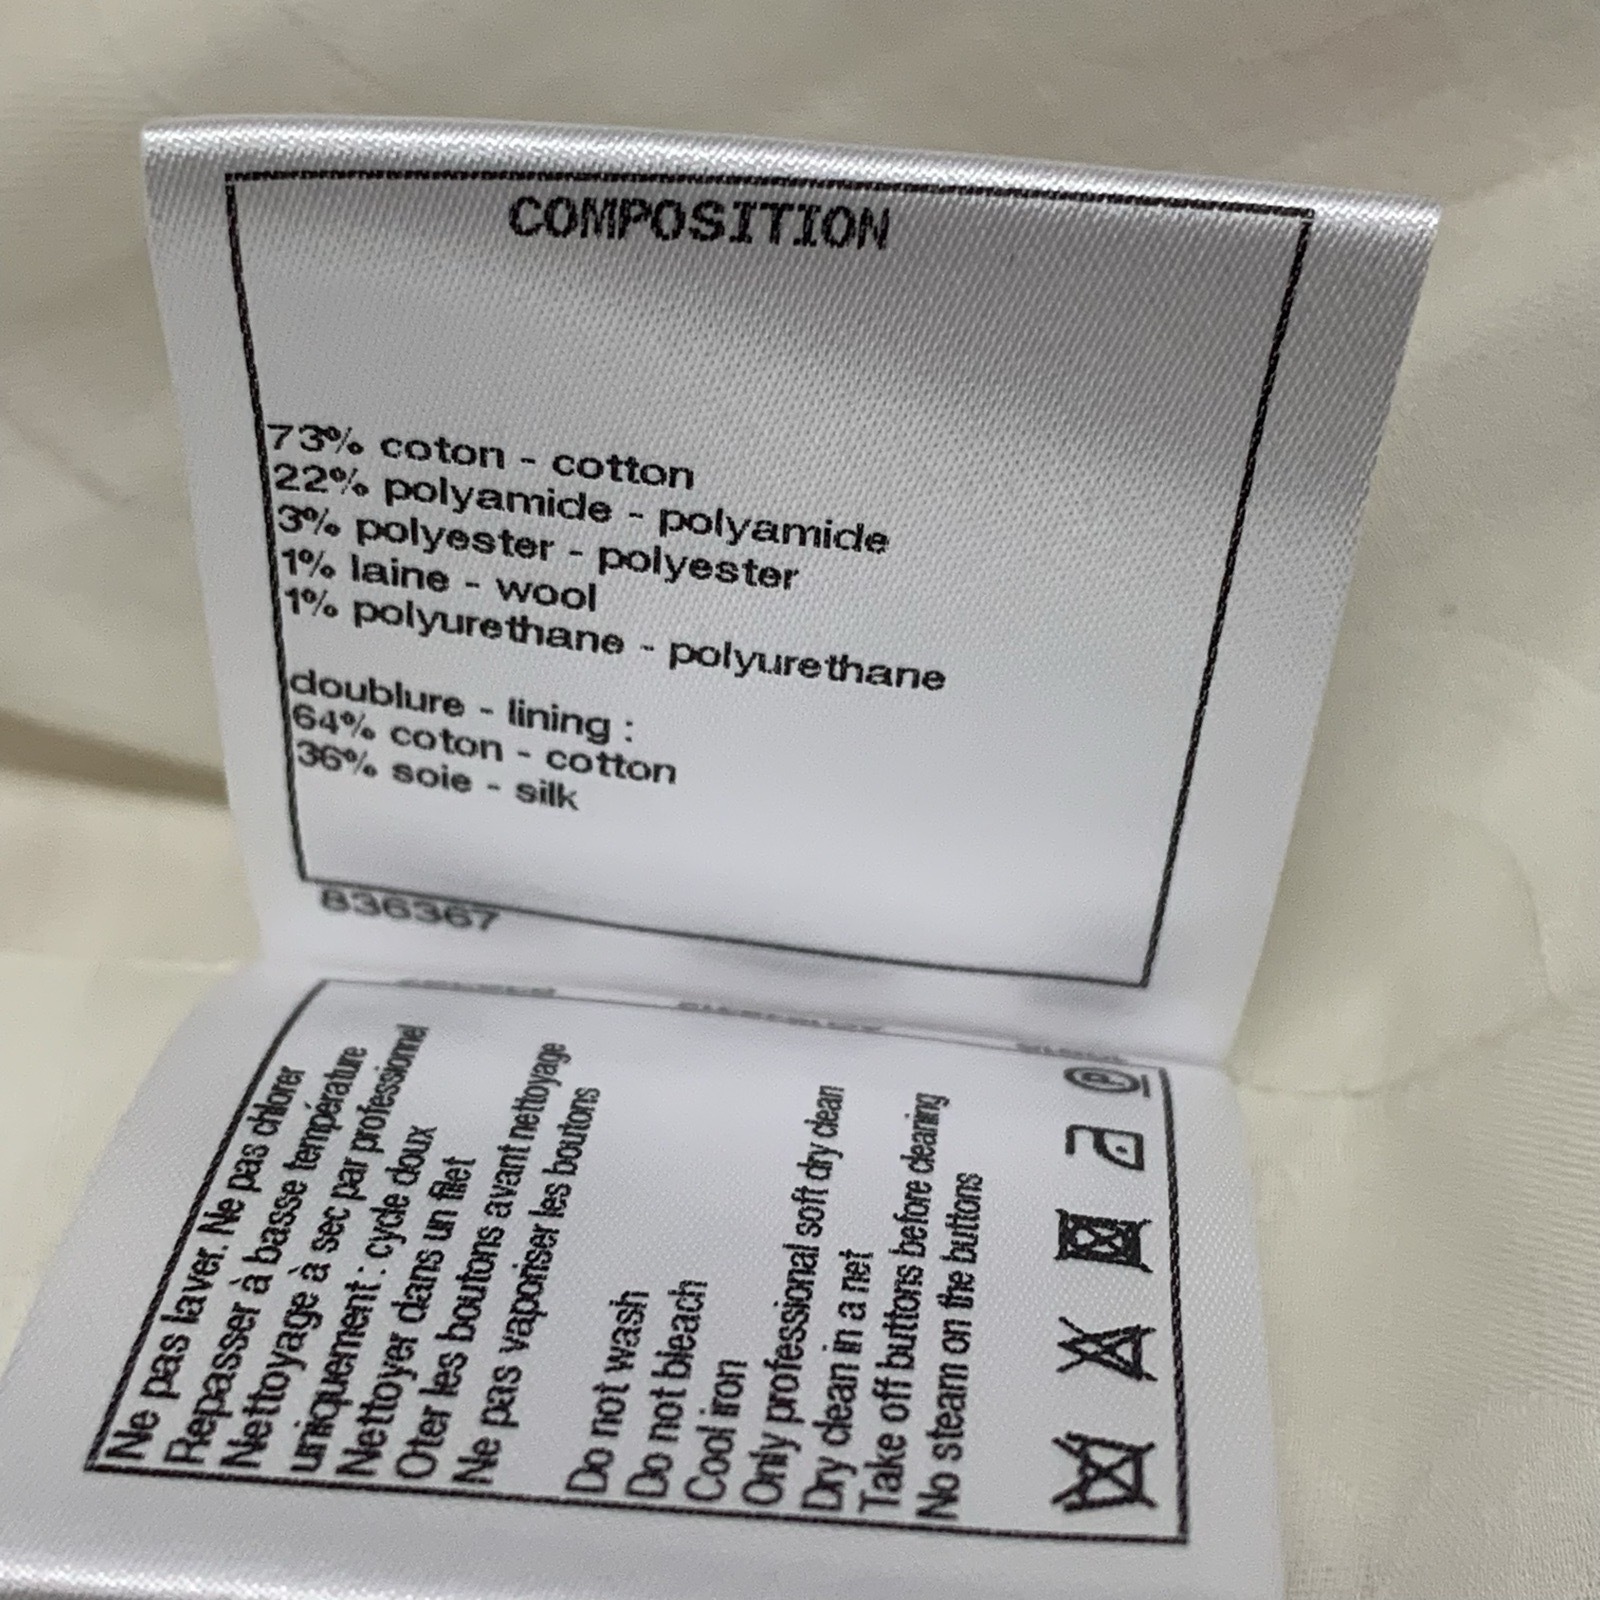 COMPOSITION
73% coton - cotton
22% polyamide - polyamide
3% polyester - polyester
1% laine - wool
1% polyurethane - polyurethane
doublure - lining :
64% coton - cotton
36% soie - silk
836367
Ne pas laver. Ne pas chlorer
Repasser à basse température
Nettoyage à sec par professionnel
uniquement : cycle doux
Nettoyer dans un filet
Oter les boutons avant nettoyage
Ne pas vaporiser les boutons
Do not wash
Do not bleach
Cool iron
Only professional soft dry clean
Dry clean in a net
Take off buttons before cleaning
No steam on the buttons
P